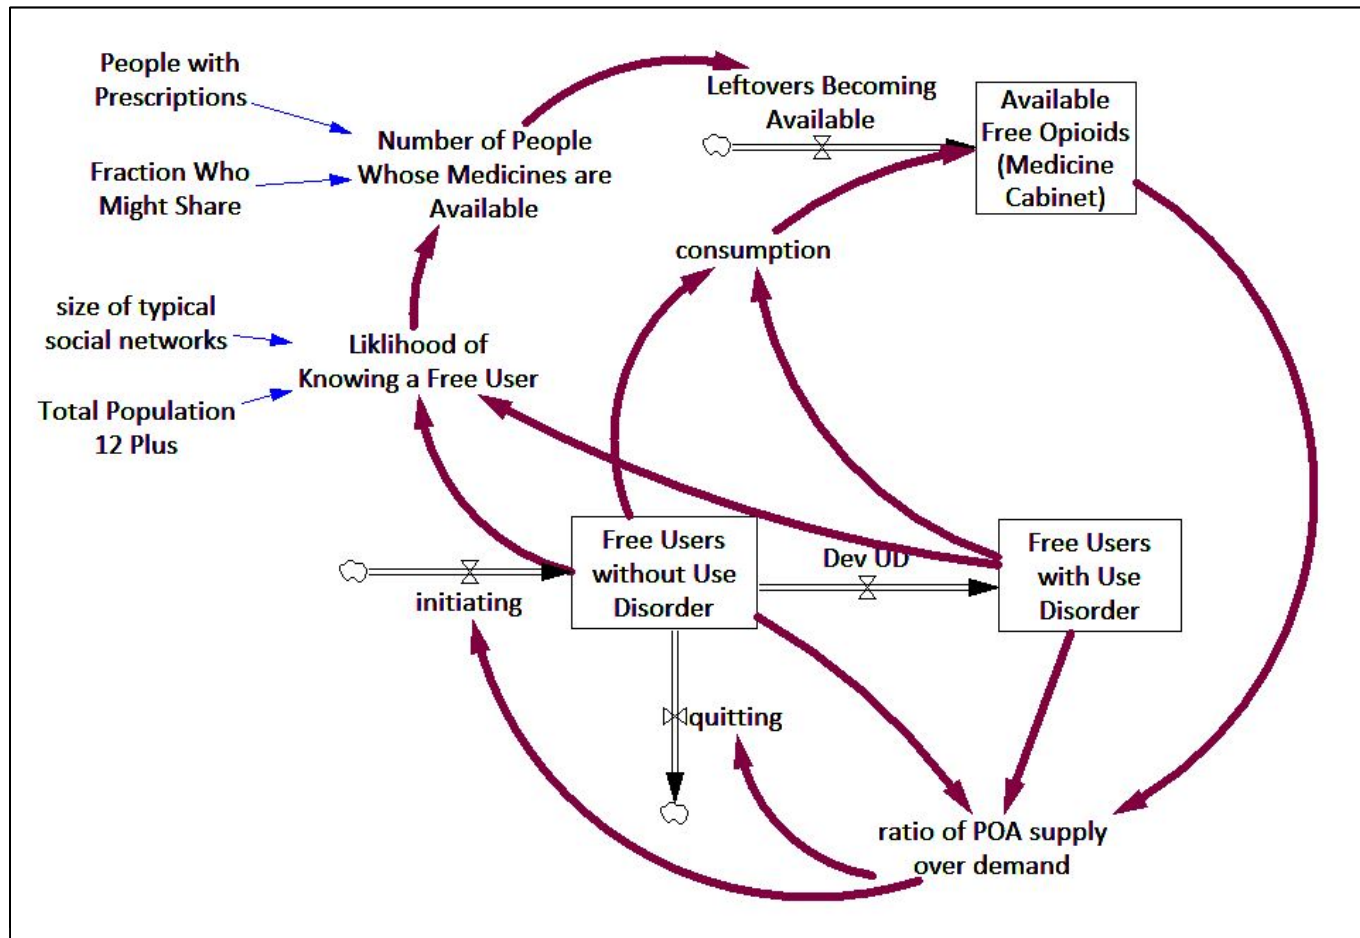 People with
Prescriptions
Leftovers Becoming
Available
Available
Free Opioids
(Medicine
Cabinet)
Number of People
Whose Medicines are
Available
Fraction Who
Might Share
consumption
size of typical
social networks
Liklihood of
Knowing a Free User
Total Population
12 Plus
Free Users
without Use
Disorder
Dev UD
Free Users
with Use
Disorder
initiating
quitting
ratio of POA supply
over demand